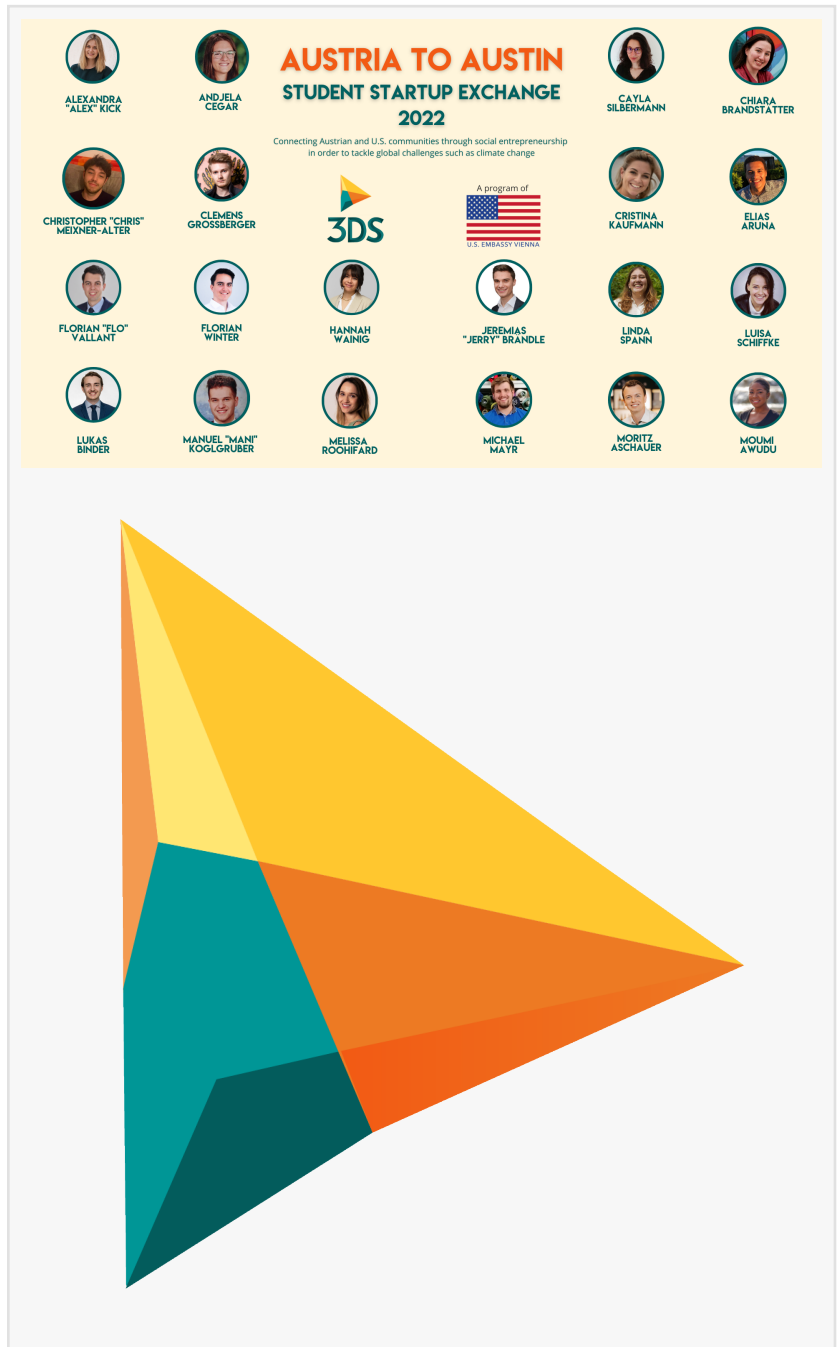 AUSTRIA TO AUSTIN
STUDENT STARTUP EXCHANGE
2022
Connecting Austrian and U.S. communities through social entrepreneurship
in order to tackle global challenges such as climate change
3DS
A program of
U.S. EMBASSY VIENNA
ALEXANDRA
"ALEX" KICK
ANDJELA
CEGAR
CAYLA
SILBERMANN
CHIARA
BRANDSTATTER
CHRISTOPHER "CHRIS"
MEIXNER-ALTER
CLEMENS
GROSSBERGER
CRISTINA
KAUFMANN
ELIAS
ARUNA
FLORIAN "FLO"
VALLANT
FLORIAN
WINTER
HANNAH
WAINIG
JEREMIAS
"JERRY" BRANDLE
LINDA
SPANN
LUISA
SCHIFFKE
LUKAS
BINDER
MANUEL "MANI"
KOGLGRUBER
MELISSA
ROOHIFARD
MICHAEL
MAYR
MORITZ
ASCHAUER
MOUMI
AWUDU